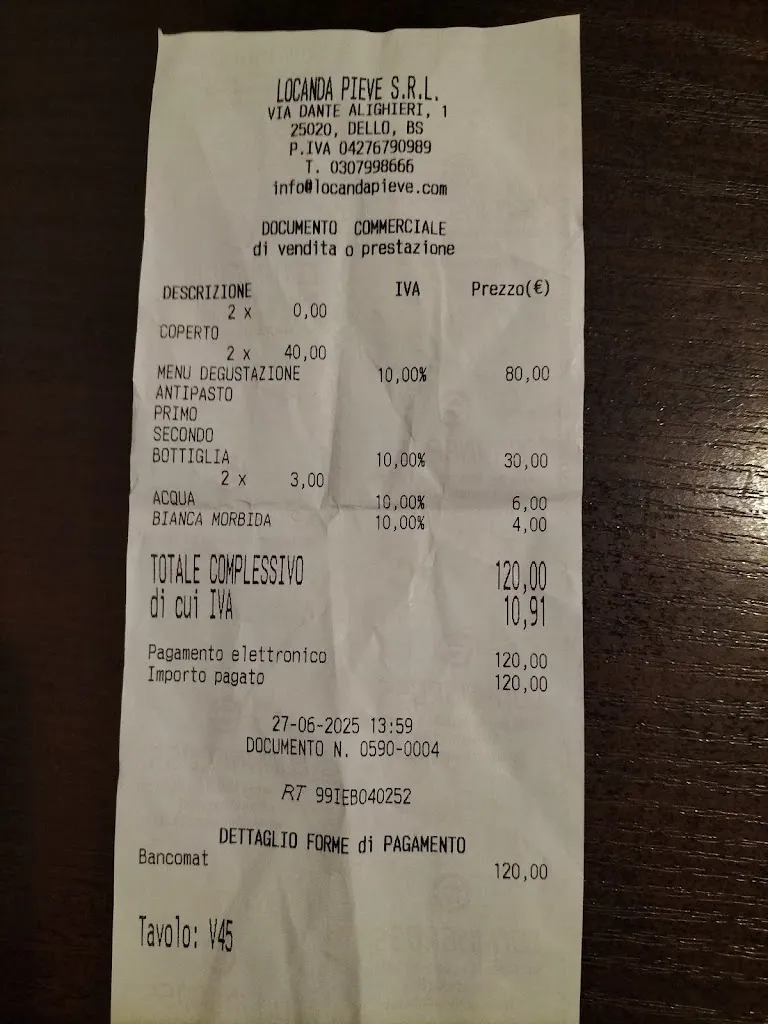 LOCANDA PIEVE S.R.L.
VIA DANTE ALIGHIERI, 1
25020, DELLO, BS
P.IVA 04276790989
T. 0307998666
info@locandapieve.com
DOCUMENTO COMMERCIALE
di vendita o prestazione
DESCRIZIONE IVA Prezzo(€)
2 x 0,00
COPERTO
2 x 40,00
MENU DEGUSTAZIONE 10,00% 80,00
ANTIPASTO
PRIMO
SECONDO
BOTTIGLIA 10,00% 30,00
2 x 3,00
ACQUA 10,00% 6,00
BIANCA MORBIDA 10,00% 4,00
TOTALE COMPLESSIVO 120,00
di cui IVA 10,91
Pagamento elettronico 120,00
Importo pagato 120,00
27-06-2025 13:59
DOCUMENTO N. 0590-0004
RT 99IEB040252
DETTAGLIO FORME di PAGAMENTO
Bancomat 120,00
Tavolo: V45